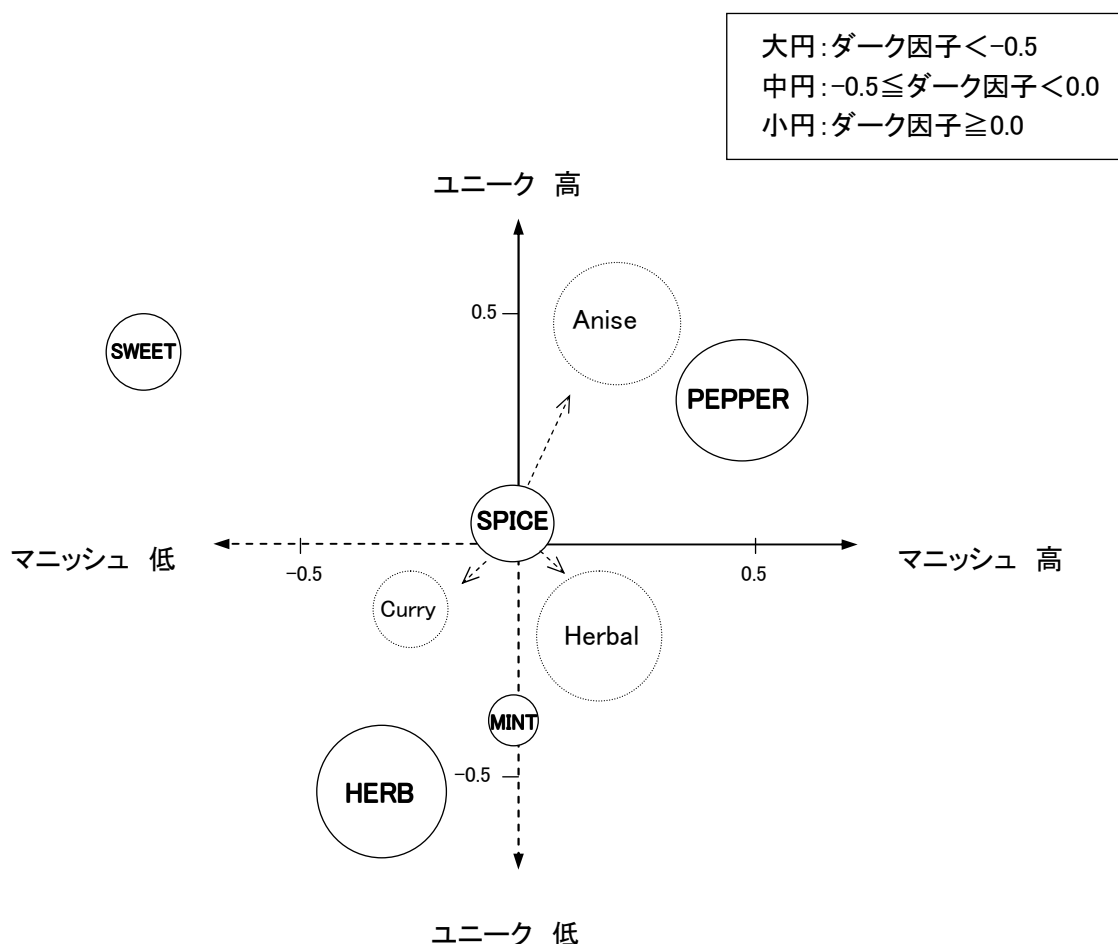 大円：ダーク因子＜-0.5
中円：-0.5≦ダーク因子＜0.0
小円：ダーク因子≧0.0
ユニーク 高
0.5
Anise
SWEET
PEPPER
SPICE
マニッシュ 低
-0.5
0.5
マニッシュ 高
Curry
Herbal
MINT
-0.5
HERB
ユニーク 低